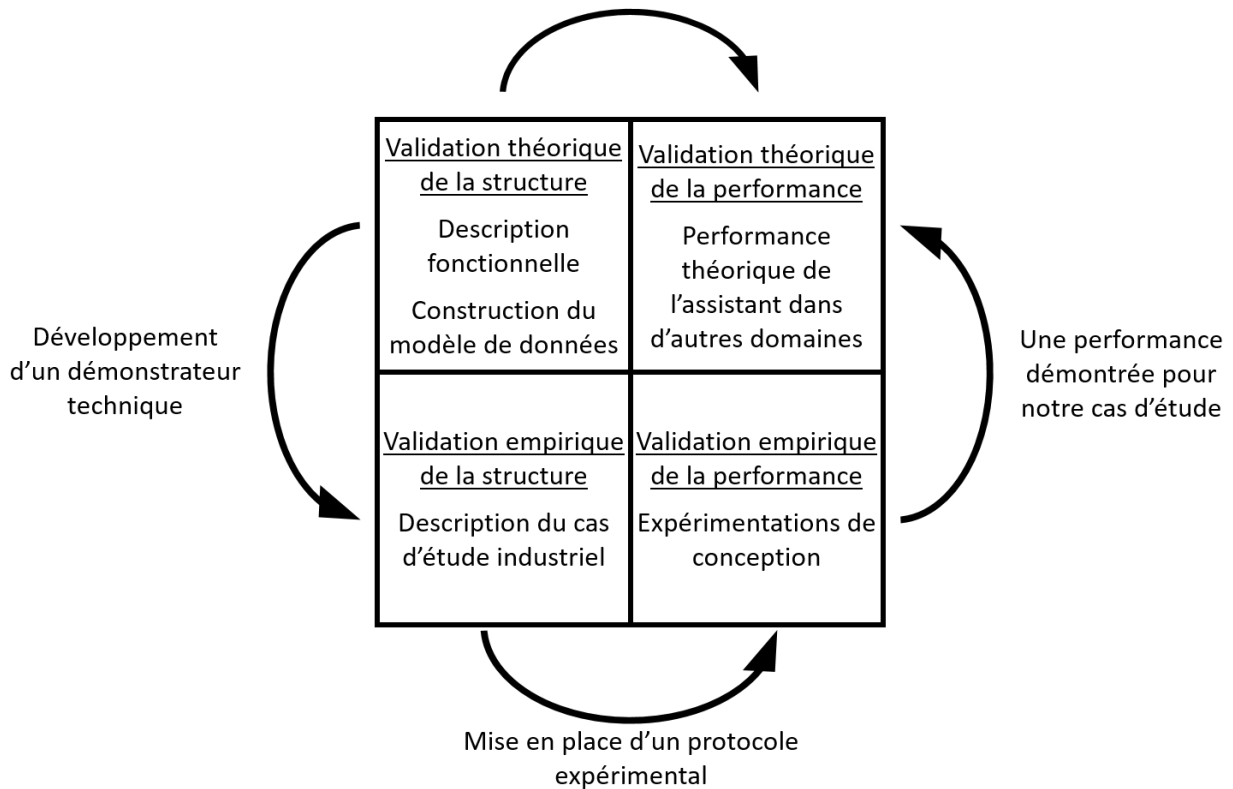 Validation théorique
de la structure
Description
fonctionnelle
Construction du
modèle de données
Validation théorique
de la performance
Performance
théorique de
l’assistant dans
d’autres domaines
Développement
d’un démonstrateur
technique
Une performance
démontrée pour
notre cas d’étude
Validation empirique
de la structure
Description du cas
d’étude industriel
Validation empirique
de la performance
Expérimentations de
conception
Mise en place d’un protocole
expérimental